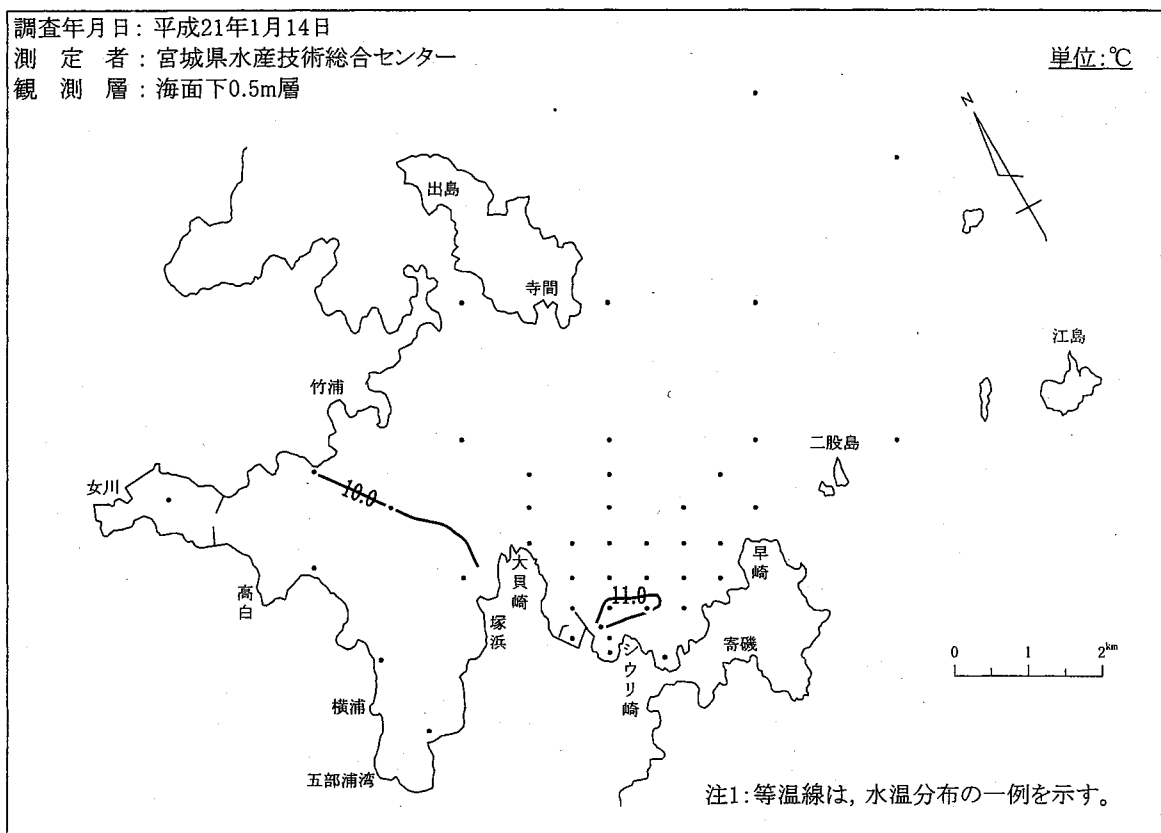 調査年月日：平成21年1月14日
測 定 者：宮城県水産技術総合センター
観 測 層：海面下0.5m層
単位:℃
N
出島
寺間
江島
竹浦
二股島
女川
10.0
早崎
大貝崎
高白
11.0
塚浜
シウリ崎
寄磯
0 1 2km
横浦
五部浦湾
注1:等温線は，水温分布の一例を示す。